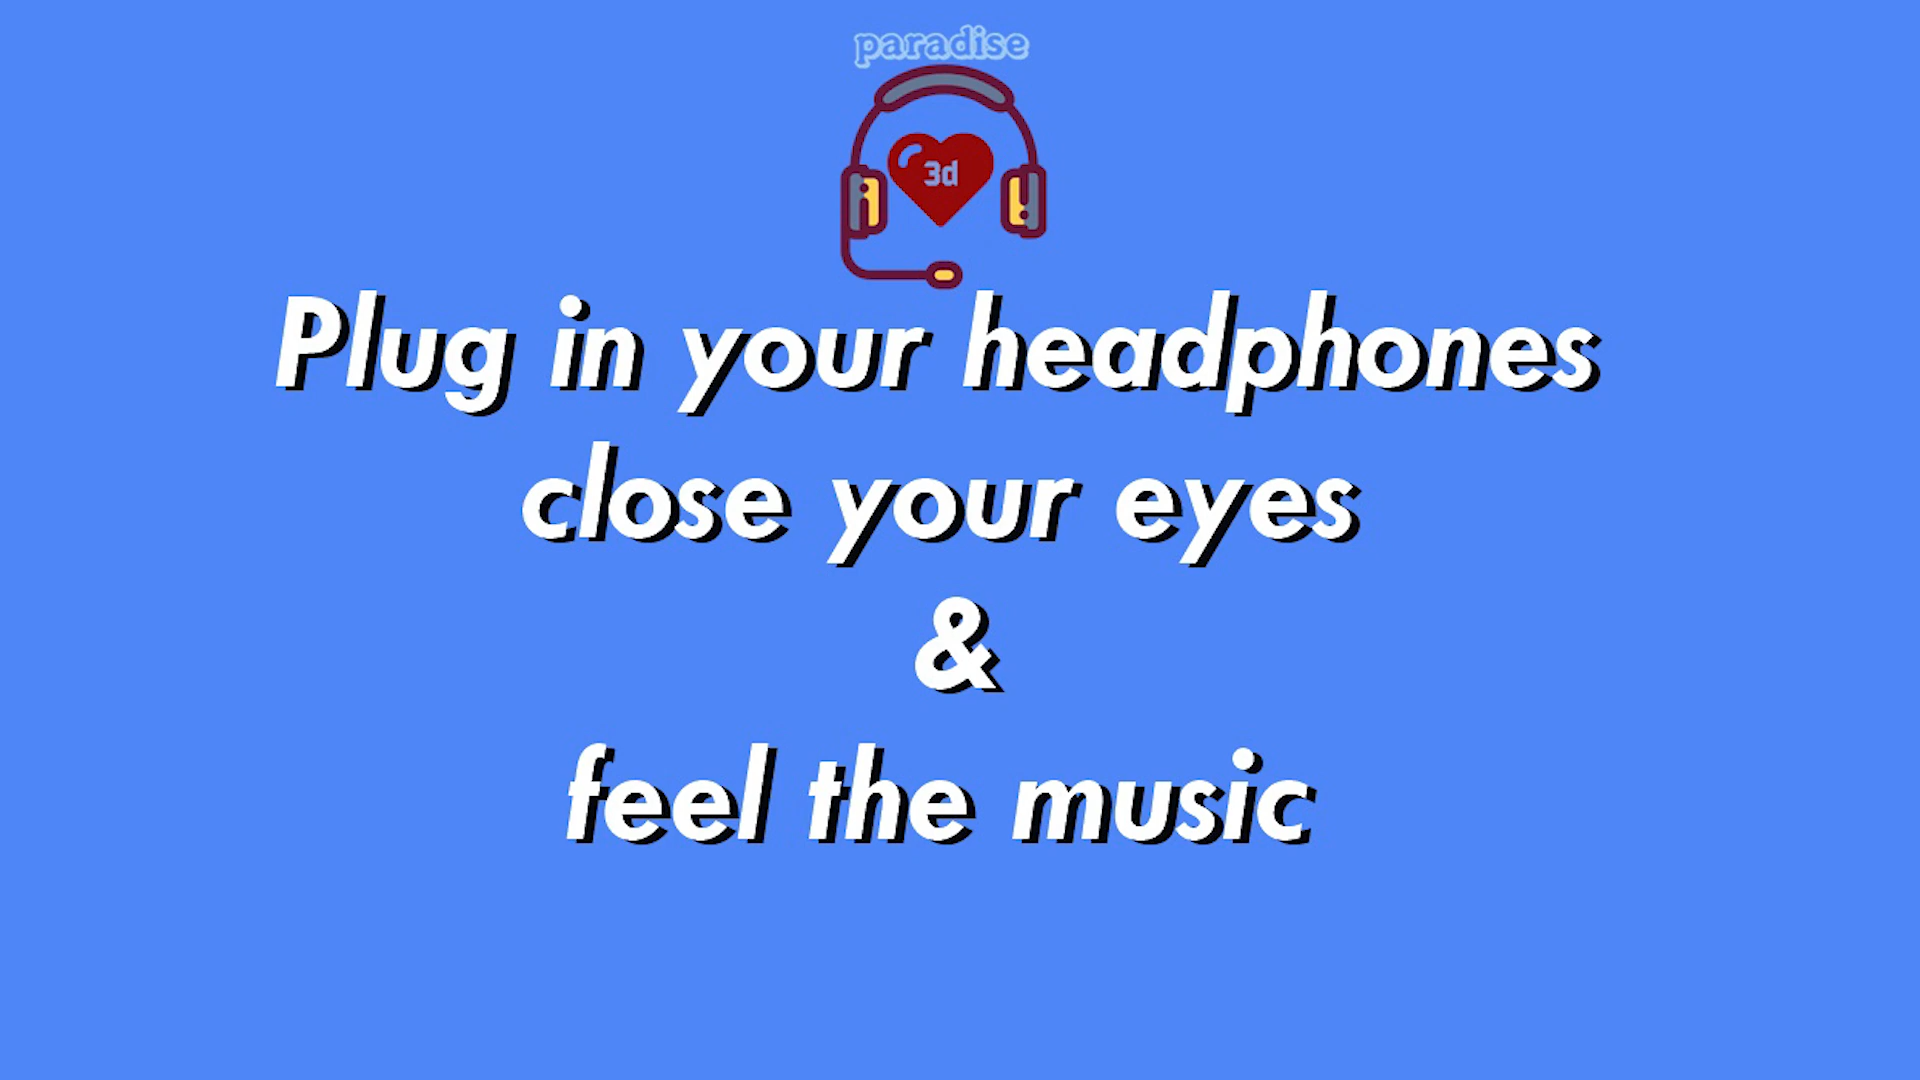 paradise
3d
Plug in your headphones
close your eyes
&
feel the music